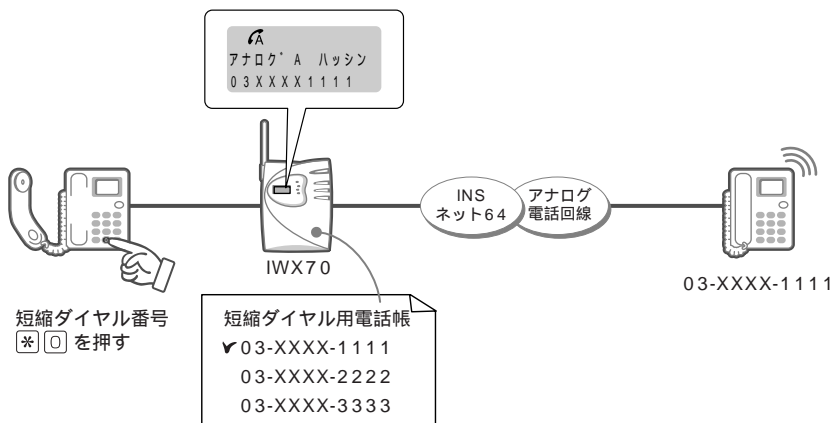 A
アナログ A ハッシン
03XXXX1111
INS
ネット64
アナログ
電話回線
IWX70
03-XXXX-1111
短縮ダイヤル番号
* 0 を押す
短縮ダイヤル用電話帳
✔03-XXXX-1111
03-XXXX-2222
03-XXXX-3333